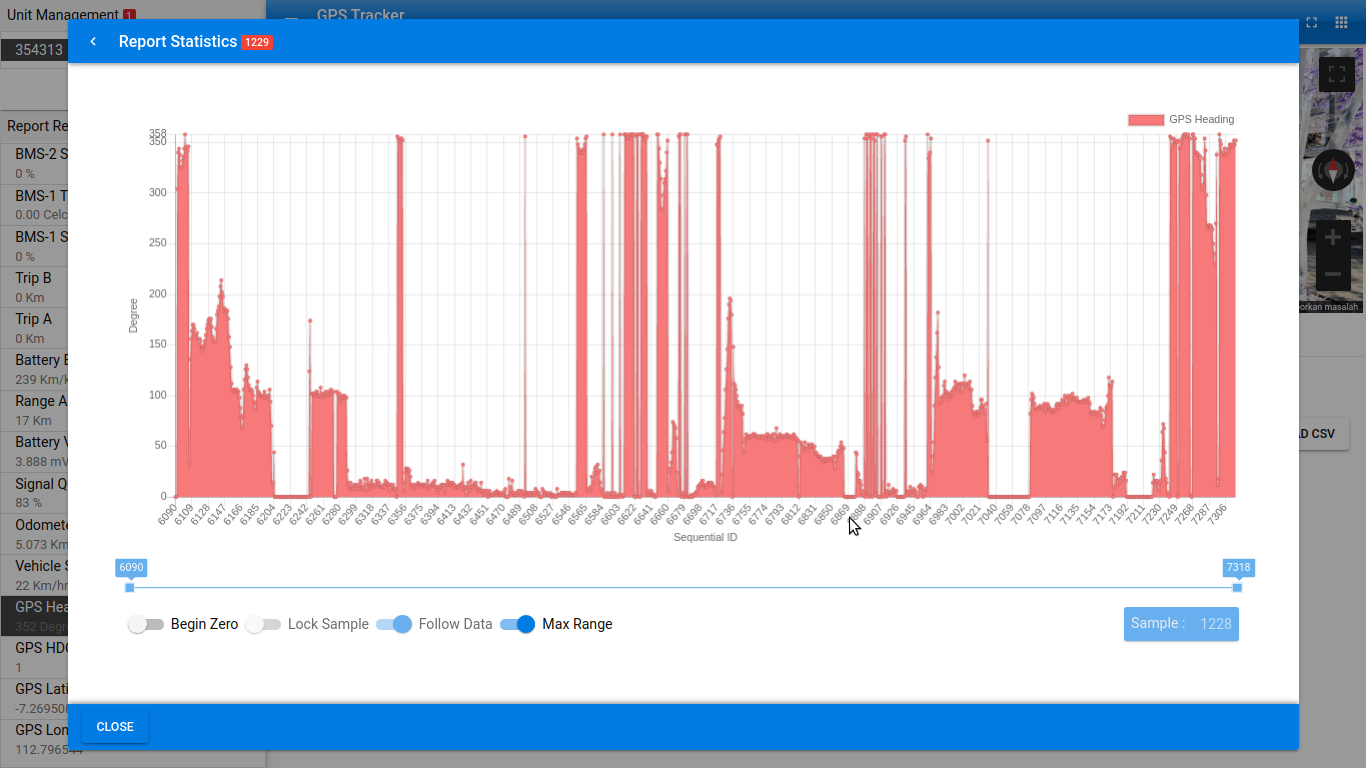 Unit Management 1
GPS Tracker
354313
Report Statistics 1229
Report Re
BMS-2 S
0 %
BMS-1 T
0.00 Celc
BMS-1 S
0 %
Trip B
0 Km
Trip A
0 Km
Battery E
239 Km/k
Range A
17 Km
Battery V
3.888 mV
Signal Q
83 %
Odomete
5.073 Km
Vehicle S
22 Km/hr
GPS Hea
352 Degr
GPS HDO
1
GPS Lati
-7.269508
GPS Lon
112.796544
GPS Heading
358
350
300
250
200
150
100
50
0
Degree
6090 6109 6128 6147 6166 6185 6204 6223 6242 6261 6280 6299 6318 6337 6356 6375 6394 6413 6432 6451 6470 6489 6508 6527 6546 6565 6584 6603 6622 6641 6660 6679 6698 6717 6736 6755 6774 6793 6812 6831 6850 6869 6888 6907 6926 6945 6964 6983 7002 7021 7040 7059 7078 7097 7116 7135 7154 7173 7192 7211 7230 7249 7268 7287 7306
Sequential ID
6090
7318
Begin Zero
Lock Sample
Follow Data
Max Range
Sample : 1228
CLOSE
orkan masalah
AD CSV